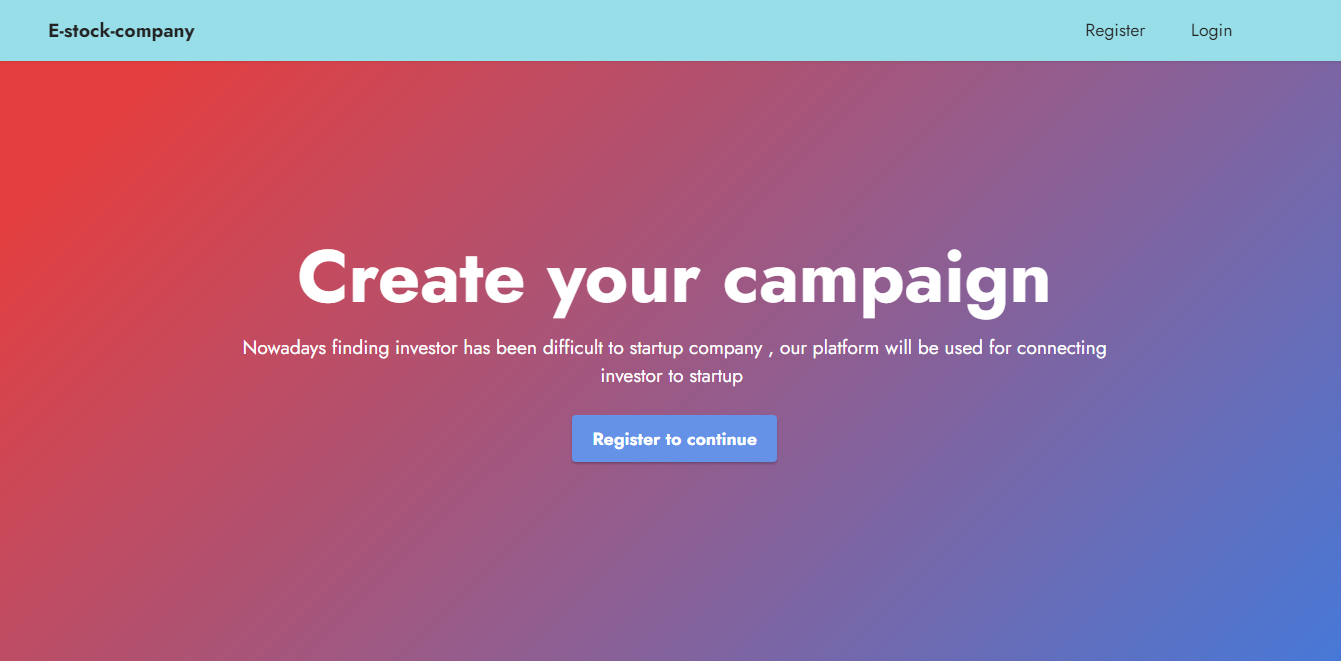 E-stock-company
Register
Login
Create your campaign
Nowadays finding investor has been difficult to startup company , our platform will be used for connecting
investor to startup
Register to continue